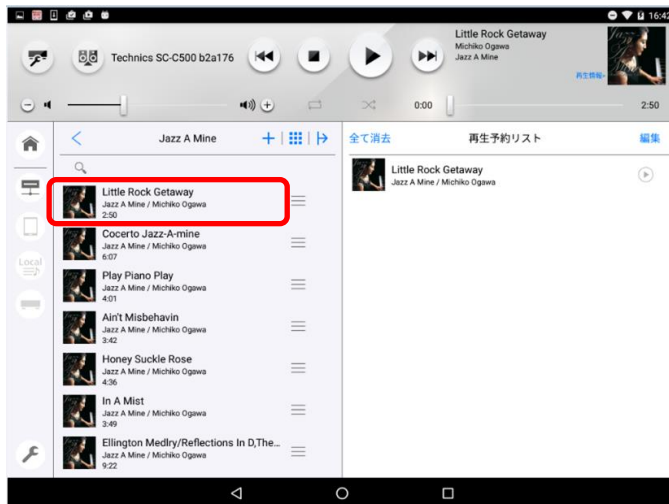 16:42
Technics SC-C500 b2a176
Little Rock Getaway
Michiko Ogawa
Jazz A Mine
再生情報
0:00
2:50
Jazz A Mine
全て消去
再生予約リスト
編集
Little Rock Getaway
Jazz A Mine / Michiko Ogawa
2:50
Cocerto Jazz-A-mine
Jazz A Mine / Michiko Ogawa
6:07
Play Piano Play
Jazz A Mine / Michiko Ogawa
4:01
Ain't Misbehavin
Jazz A Mine / Michiko Ogawa
3:42
Honey Suckle Rose
Jazz A Mine / Michiko Ogawa
4:36
In A Mist
Jazz A Mine / Michiko Ogawa
3:49
Ellington Medlry/Reflections In D,The...
Jazz A Mine / Michiko Ogawa
9:22
Local
Little Rock Getaway
Jazz A Mine / Michiko Ogawa